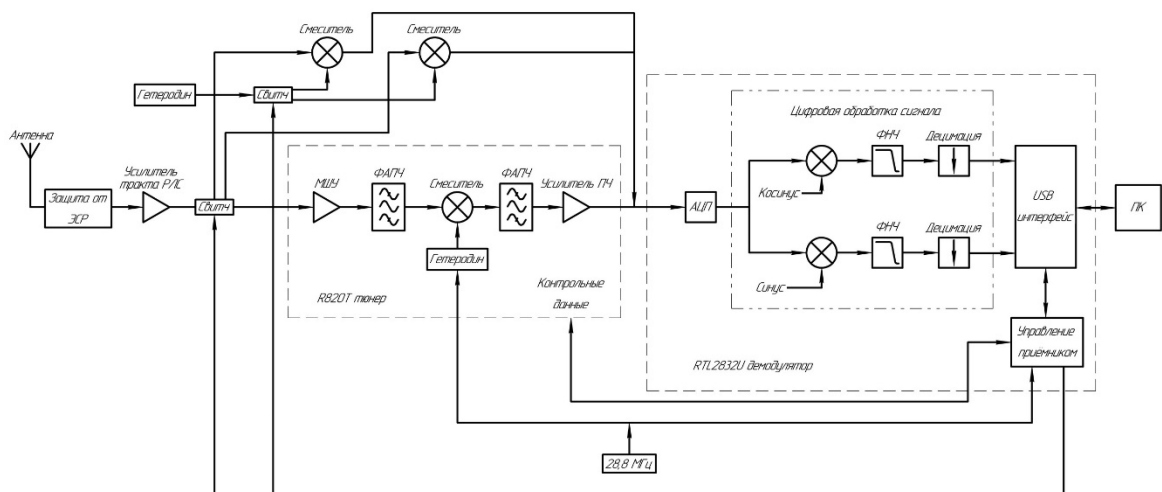 Смеситель
Смеситель
Гетеродин
Свитч
Цифровая обработка сигнала
ФНЧ
Децимация
Антенна
Усилитель
тракта РЛС
МШУ
ФАПЧ
Смеситель
ФАПЧ
Усилитель ПЧ
Защита от
ЭСР
Свитч
АЦП
Косинус
USB
интерфейс
ПК
ФНЧ
Децимация
Гетеродин
Синус
R820T тюнер
Контрольные
данные
Управление
приёмником
RTL2832U демодулятор
28,8 МГц